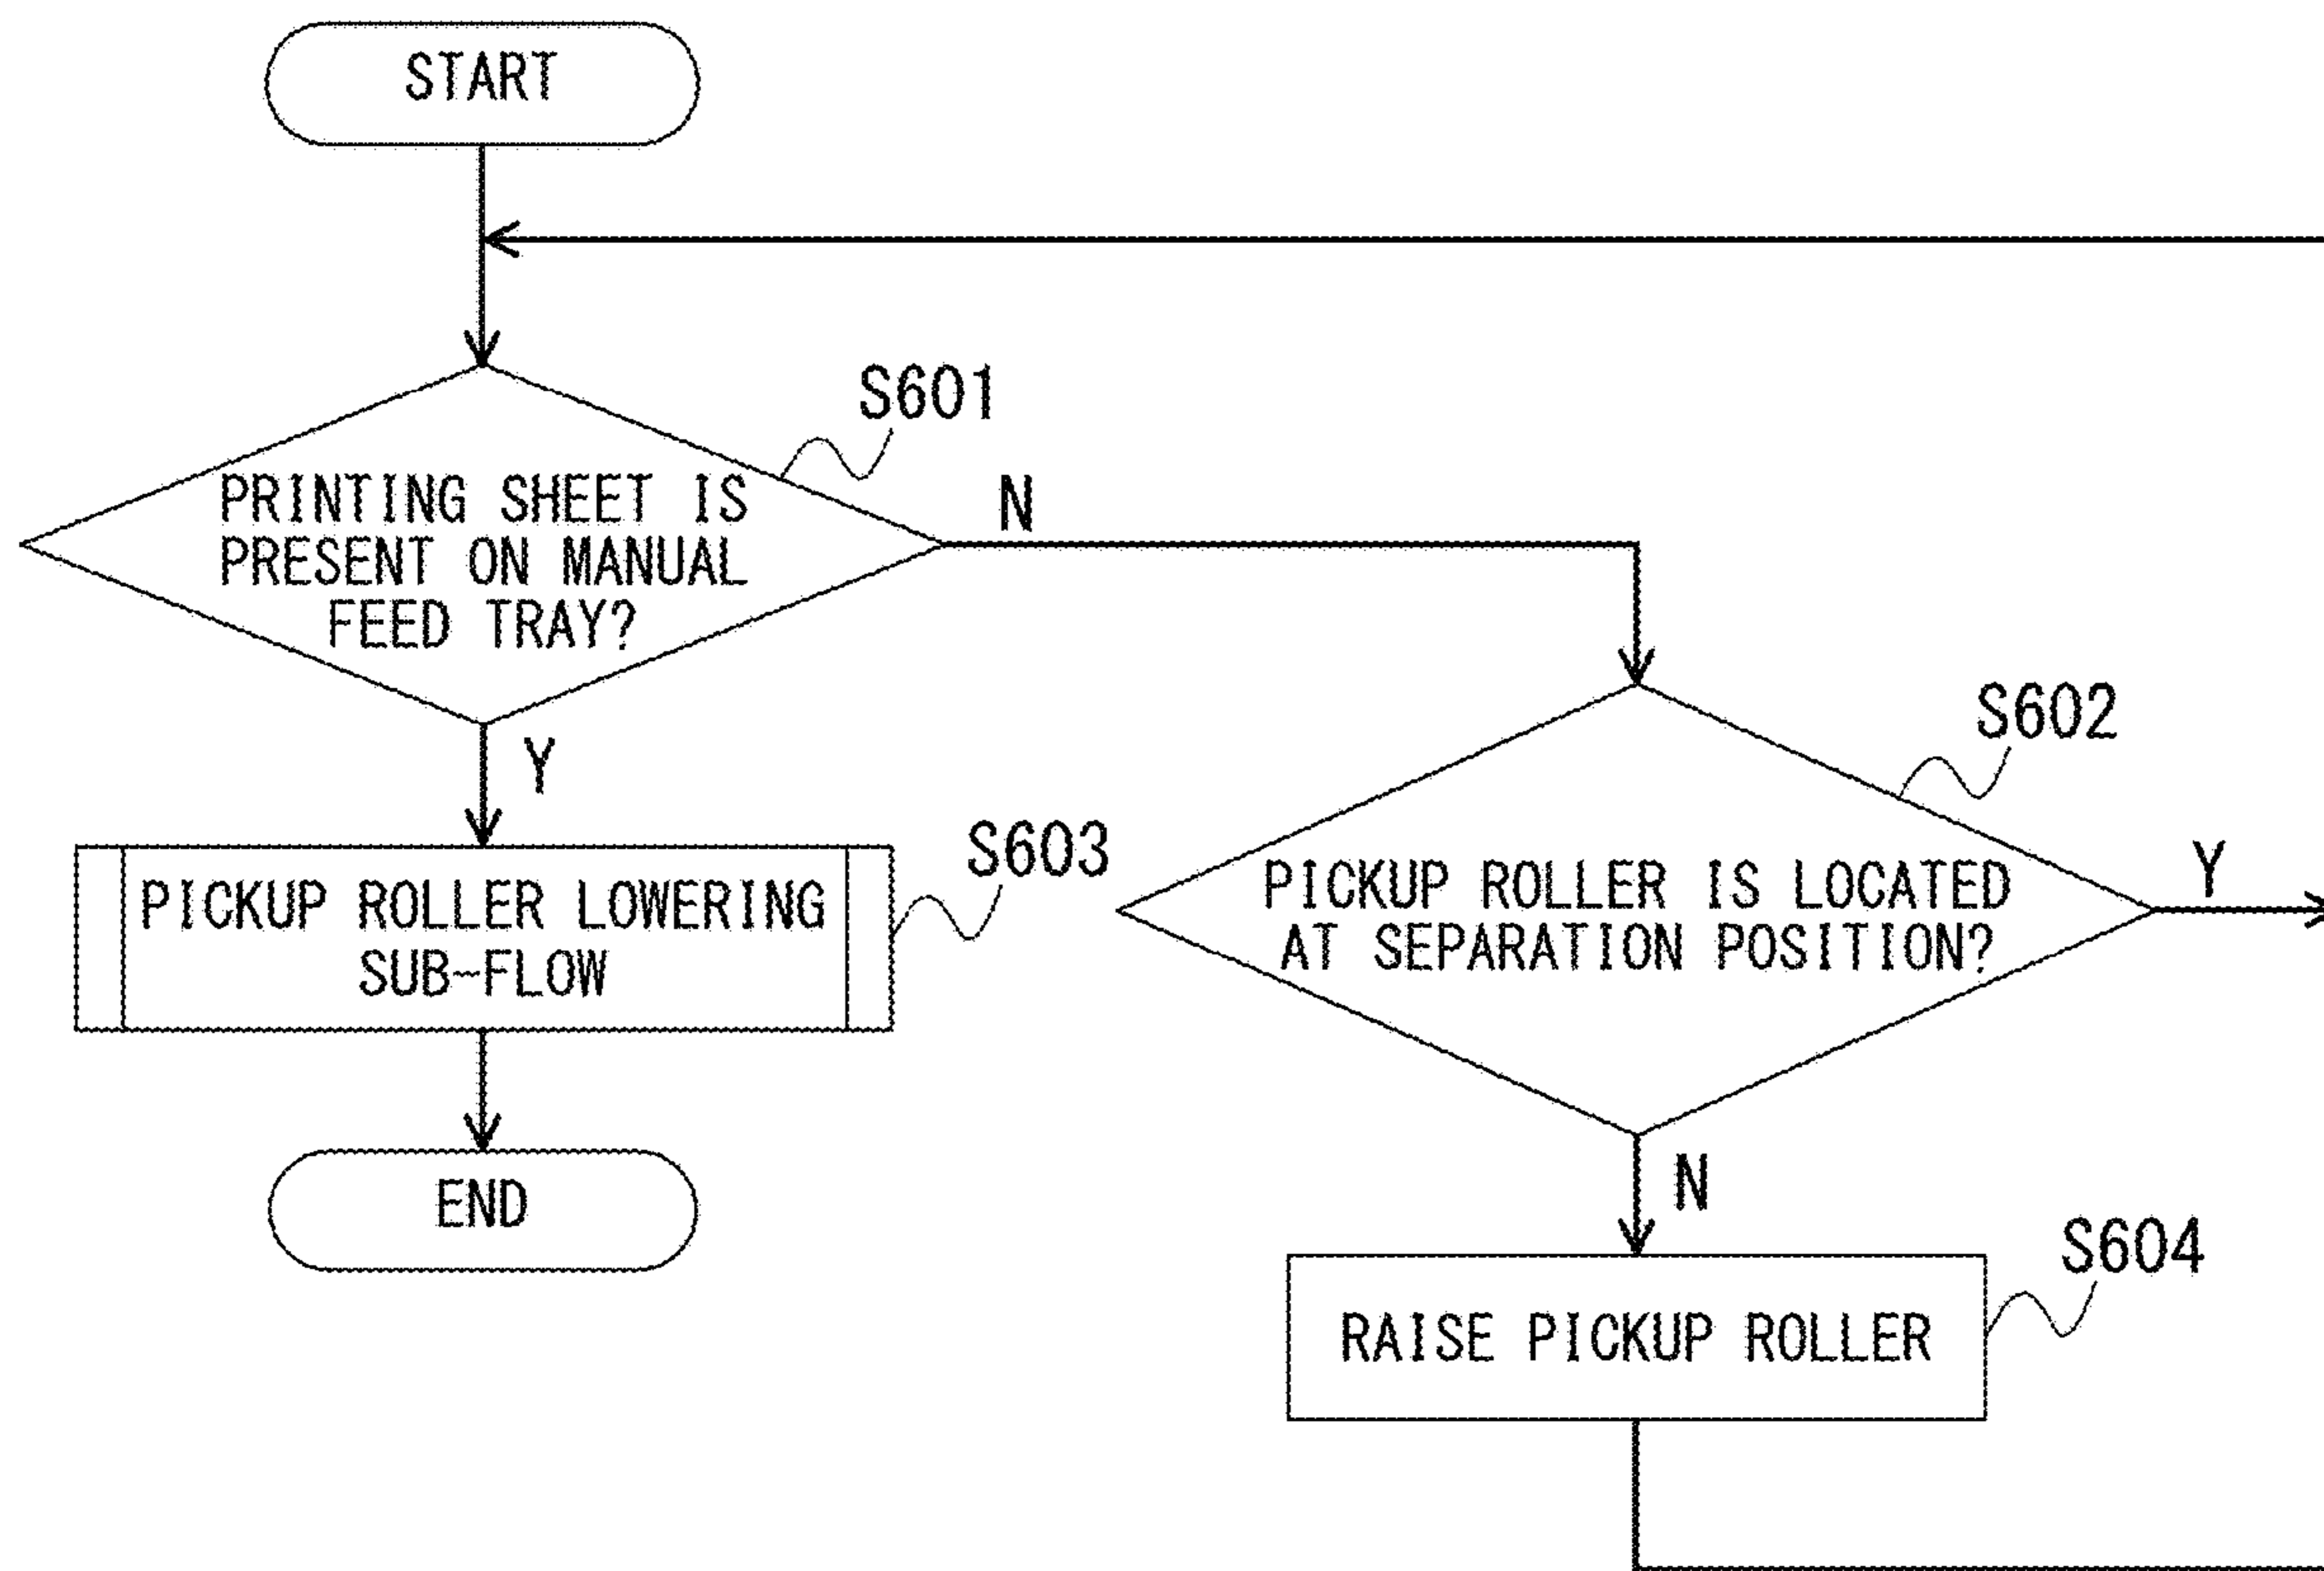 START
S601
PRINTING SHEET IS
PRESENT ON MANUAL
FEED TRAY?
N
Y
S602
PICKUP ROLLER IS LOCATED
AT SEPARATION POSITION?
Y
N
S603
PICKUP ROLLER LOWERING
SUB-FLOW
END
S604
RAISE PICKUP ROLLER